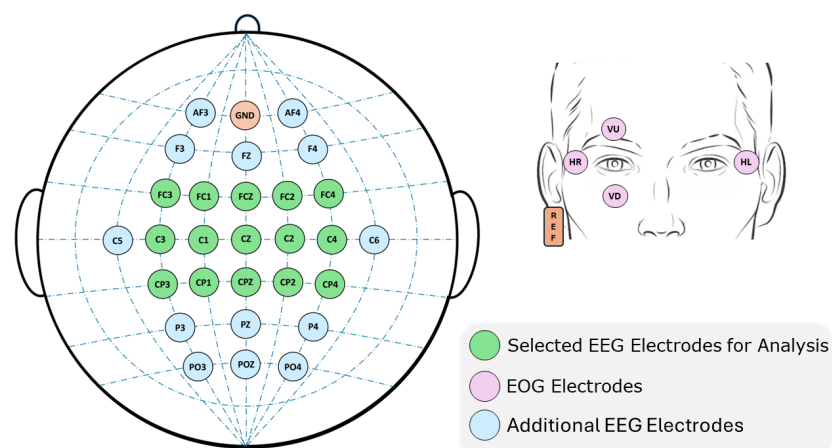 AF3 GND AF4
F3 FZ F4
FC3 FC1 FCZ FC2 FC4
C5 C3 C1 CZ C2 C4 C6
CP3 CP1 CPZ CP2 CP4
P3 PZ P4
PO3 POZ PO4
VU
HR HL
VD
R
E
F
Selected EEG Electrodes for Analysis
EOG Electrodes
Additional EEG Electrodes